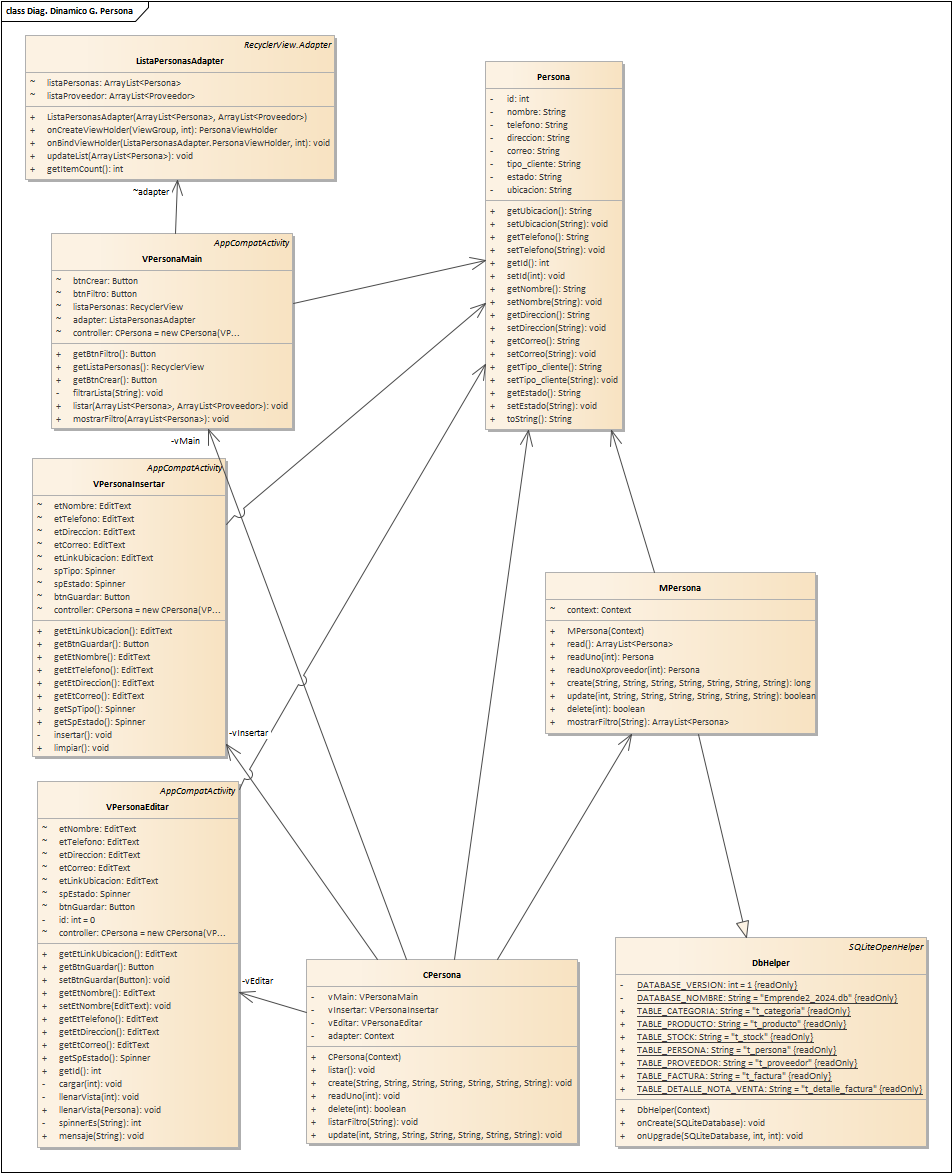 class Diag. Dinamico G. Persona
RecyclerView.Adapter
ListaPersonasAdapter
~ listaPersonas: ArrayList<Persona>
~ listaProveedor: ArrayList<Proveedor>
+ ListaPersonasAdapter(ArrayList<Persona>, ArrayList<Proveedor>)
+ onCreateViewHolder(ViewGroup, int): PersonaViewHolder
+ onBindViewHolder(ListaPersonasAdapter.PersonaViewHolder, int): void
+ updateList(ArrayList<Persona>): void
+ getItemCount(): int
~adapter
AppCompatActivity
VPersonaMain
~ btnCrear: Button
~ btnFiltro: Button
~ listaPersonas: RecyclerView
~ adapter: ListaPersonasAdapter
~ controller: CPersona = new CPersona(VP...
+ getBtnFiltro(): Button
+ getListaPersonas(): RecyclerView
+ getBtnCrear(): Button
- filtrarLista(String): void
+ listar(ArrayList<Persona>, ArrayList<Proveedor>): void
+ mostrarFiltro(ArrayList<Persona>): void
-vMain
Persona
- id: int
- nombre: String
- telefono: String
- direccion: String
- correo: String
- tipo_cliente: String
- estado: String
- ubicacion: String
+ getUbicacion(): String
+ setUbicacion(String): void
+ getTelefono(): String
+ setTelefono(String): void
+ getId(): int
+ setId(int): void
+ getNombre(): String
+ setNombre(String): void
+ getDireccion(): String
+ setDireccion(String): void
+ getCorreo(): String
+ setCorreo(String): void
+ getTipo_cliente(): String
+ setTipo_cliente(String): void
+ getEstado(): String
+ setEstado(String): void
+ toString(): String
AppCompatActivity
VPersonaInsertar
~ etNombre: EditText
~ etTelefono: EditText
~ etDireccion: EditText
~ etCorreo: EditText
~ etLinkUbicacion: EditText
~ spTipo: Spinner
~ spEstado: Spinner
~ btnGuardar: Button
~ controller: CPersona = new CPersona(VP...
+ getEtLinkUbicacion(): EditText
+ getBtnGuardar(): Button
+ getEtNombre(): EditText
+ getEtTelefono(): EditText
+ getEtDireccion(): EditText
+ getEtCorreo(): EditText
+ getSpTipo(): Spinner
+ getSpEstado(): Spinner
- insertar(): void
+ limpiar(): void
-vInsertar
MPersona
~ context: Context
+ MPersona(Context)
+ read(): ArrayList<Persona>
+ readUno(int): Persona
+ readUnoXproveedor(int): Persona
+ create(String, String, String, String, String, String, String): long
+ update(int, String, String, String, String, String, String): boolean
+ delete(int): boolean
+ mostrarFiltro(String): ArrayList<Persona>
AppCompatActivity
VPersonaEditar
~ etNombre: EditText
~ etTelefono: EditText
~ etDireccion: EditText
~ etCorreo: EditText
~ etLinkUbicacion: EditText
~ spEstado: Spinner
~ btnGuardar: Button
- id: int = 0
~ controller: CPersona = new CPersona(VP...
+ getEtLinkUbicacion(): EditText
+ getBtnGuardar(): Button
+ setBtnGuardar(Button): void
+ getEtNombre(): EditText
+ setEtNombre(EditText): void
+ getEtTelefono(): EditText
+ getEtDireccion(): EditText
+ getEtCorreo(): EditText
+ getSpEstado(): Spinner
+ getId(): int
- cargar(int): void
- llenarVista(int): void
+ llenarVista(Persona): void
- spinnerEs(String): int
+ mensaje(String): void
-vEditar
CPersona
- vMain: VPersonaMain
- vInsertar: VPersonaInsertar
- vEditar: VPersonaEditar
- adapter: Context
+ CPersona(Context)
+ listar(): void
+ create(String, String, String, String, String, String, String): void
+ readUno(int): void
+ delete(int): boolean
+ listarFiltro(String): void
+ update(int, String, String, String, String, String, String): void
SQLiteOpenHelper
DbHelper
- DATABASE_VERSION: int = 1 {readOnly}
- DATABASE_NOMBRE: String = "Emprende2_2024.db" {readOnly}
+ TABLE_CATEGORIA: String = "t_categoria" {readOnly}
+ TABLE_PRODUCTO: String = "t_producto" {readOnly}
+ TABLE_STOCK: String = "t_stock" {readOnly}
+ TABLE_PERSONA: String = "t_persona" {readOnly}
+ TABLE_PROVEEDOR: String = "t_proveedor" {readOnly}
+ TABLE_FACTURA: String = "t_factura" {readOnly}
+ TABLE_DETALLE_NOTA_VENTA: String = "t_detalle_factura" {readOnly}
+ DbHelper(Context)
+ onCreate(SQLiteDatabase): void
+ onUpgrade(SQLiteDatabase, int, int): void